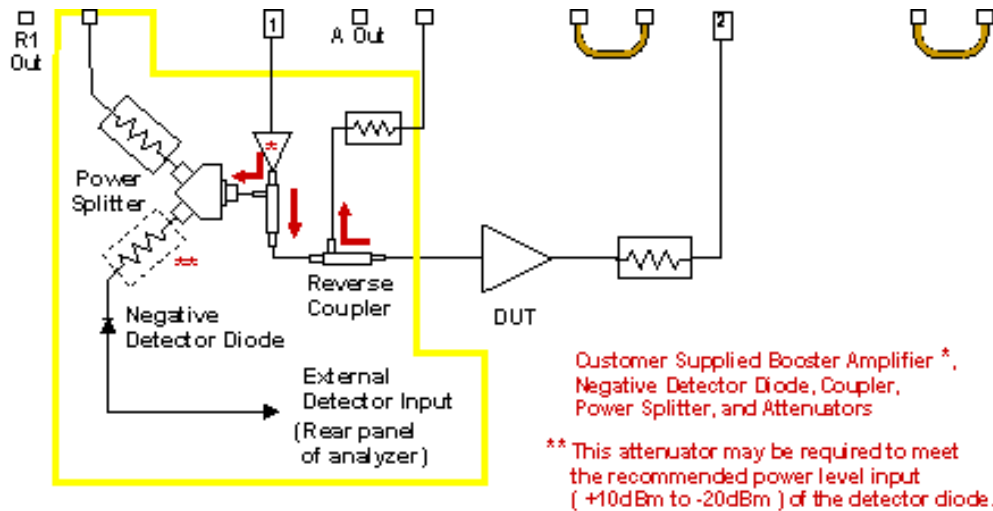 R1
Out
1
A Out
2
*
Power
Splitter
**
Reverse
Coupler
DUT
Negative
Detector Diode
External
Detector Input
(Rear panel
of analyzer)
Customer Supplied Booster Amplifier *,
Negative Detector Diode, Coupler,
Power Splitter, and Attenuators
** This attenuator may be required to meet
the recommended power level input
( +10dBm to -20dBm ) of the detector diode.